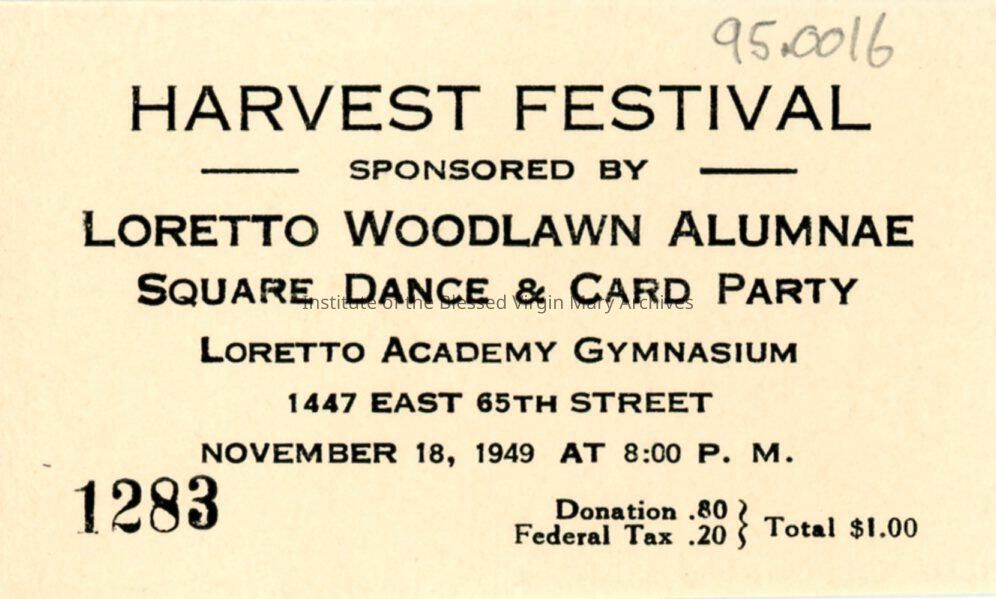 95.0016
HARVEST FESTIVAL
SPONSORED BY
LORETTO WOODLAWN ALUMNAE
SQUARE DANCE & CARD PARTY
Institute of the Blessed Virgin Mary Archives
LORETTO ACADEMY GYMNASIUM
1447 EAST 65TH STREET
NOVEMBER 18, 1949 AT 8:00 P. M.
1283
Donation .80
Federal Tax .20 } Total $1.00